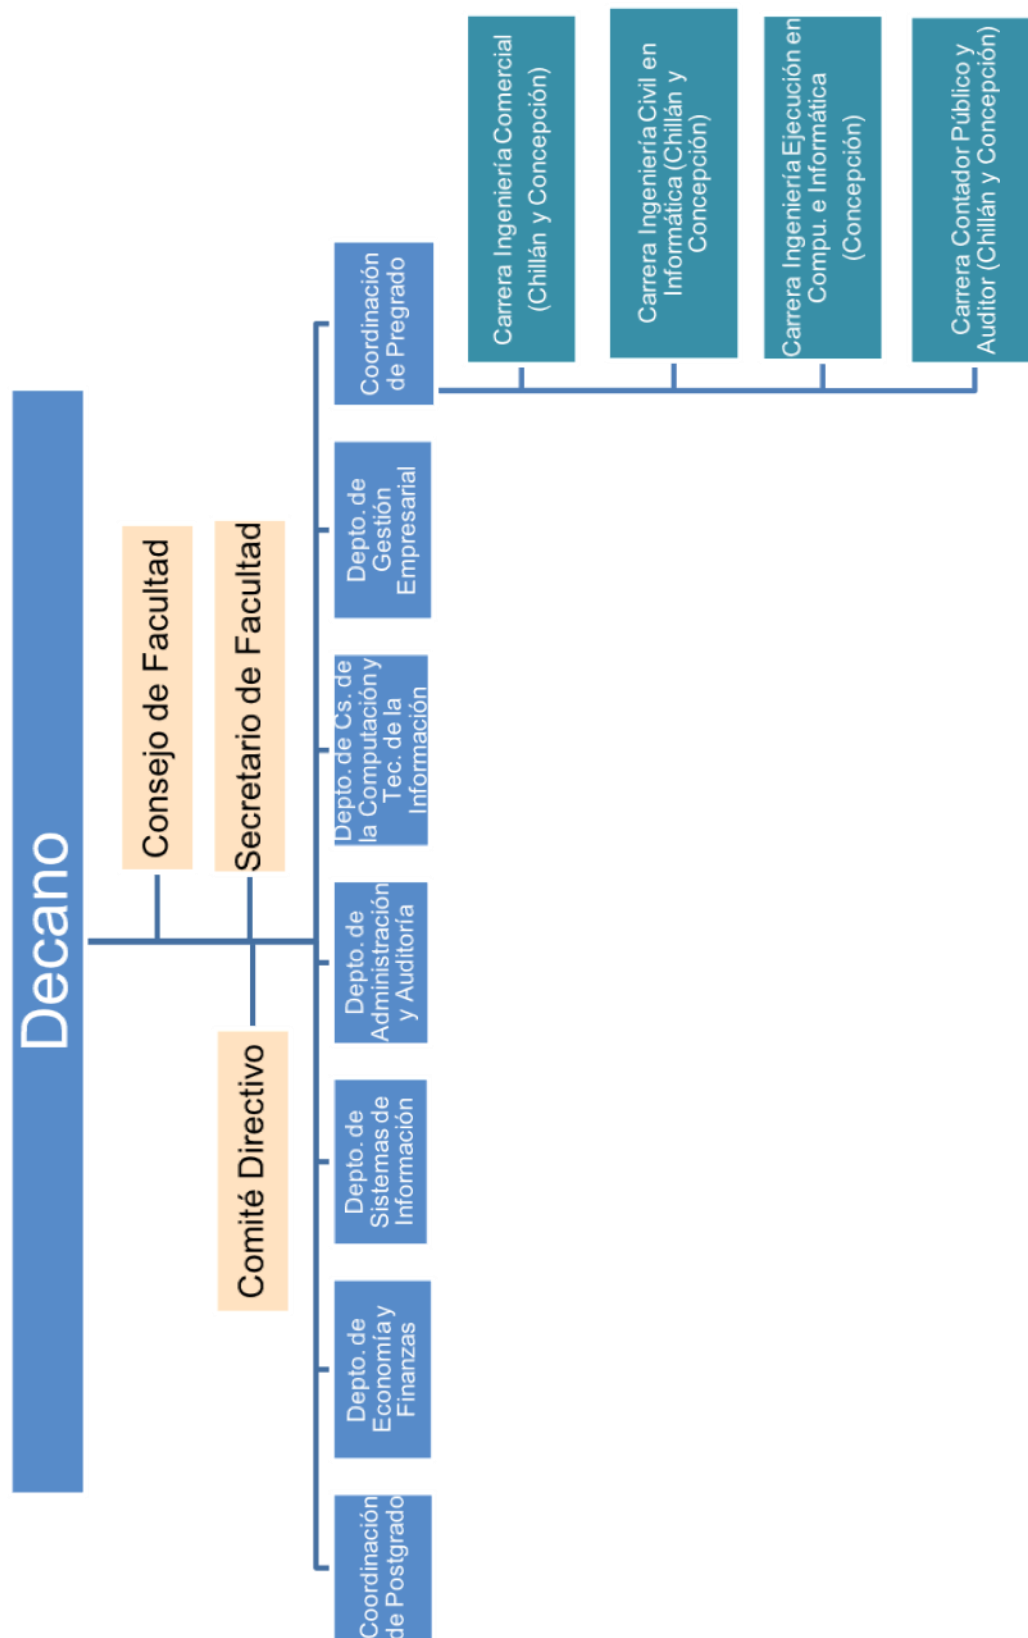 Decano
Consejo de Facultad
Comité Directivo
Secretario de Facultad
Coordinación
de Postgrado
Depto. de
Economía y
Finanzas
Depto. de
Sistemas de
Información
Depto. de
Administración
y Auditoría
Depto. de Cs. de
la Computación y
Tec. de la
Información
Depto. de
Gestión
Empresarial
Coordinación
de Pregrado
Carrera Ingeniería Comercial
(Chillán y Concepción)
Carrera Ingeniería Civil en
Informática (Chillán y
Concepción)
Carrera Ingeniería Ejecución en
Compu. e Informática
(Concepción)
Carrera Contador Público y
Auditor (Chillán y Concepción)